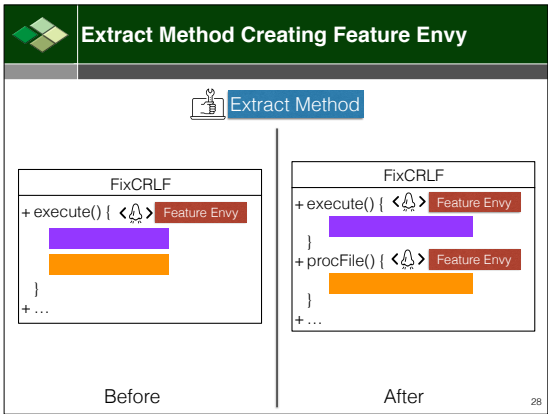 Extract Method Creating Feature Envy
Extract Method
FixCRLF
+ execute() { < > Feature Envy
}
+ ...
Before
FixCRLF
+ execute() { < > Feature Envy
}
+ procFile() { < > Feature Envy
}
+ ...
After
28